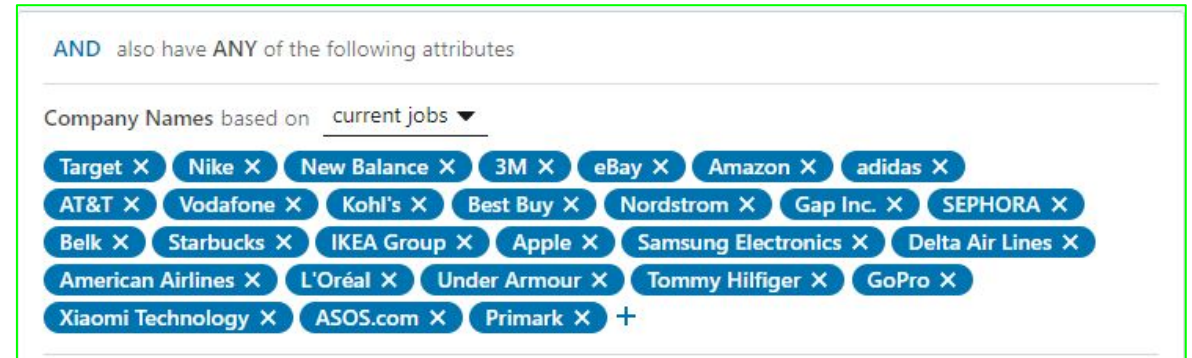 AND also have ANY of the following attributes
Company Names based on current jobs
Target × Nike × New Balance × 3M × eBay × Amazon × adidas ×
AT&T × Vodafone × Kohl's × Best Buy × Nordstrom × Gap Inc. × SEPHORA ×
Belk × Starbucks × IKEA Group × Apple × Samsung Electronics × Delta Air Lines ×
American Airlines × L'Oréal × Under Armour × Tommy Hilfiger × GoPro ×
Xiaomi Technology × ASOS.com × Primark × +